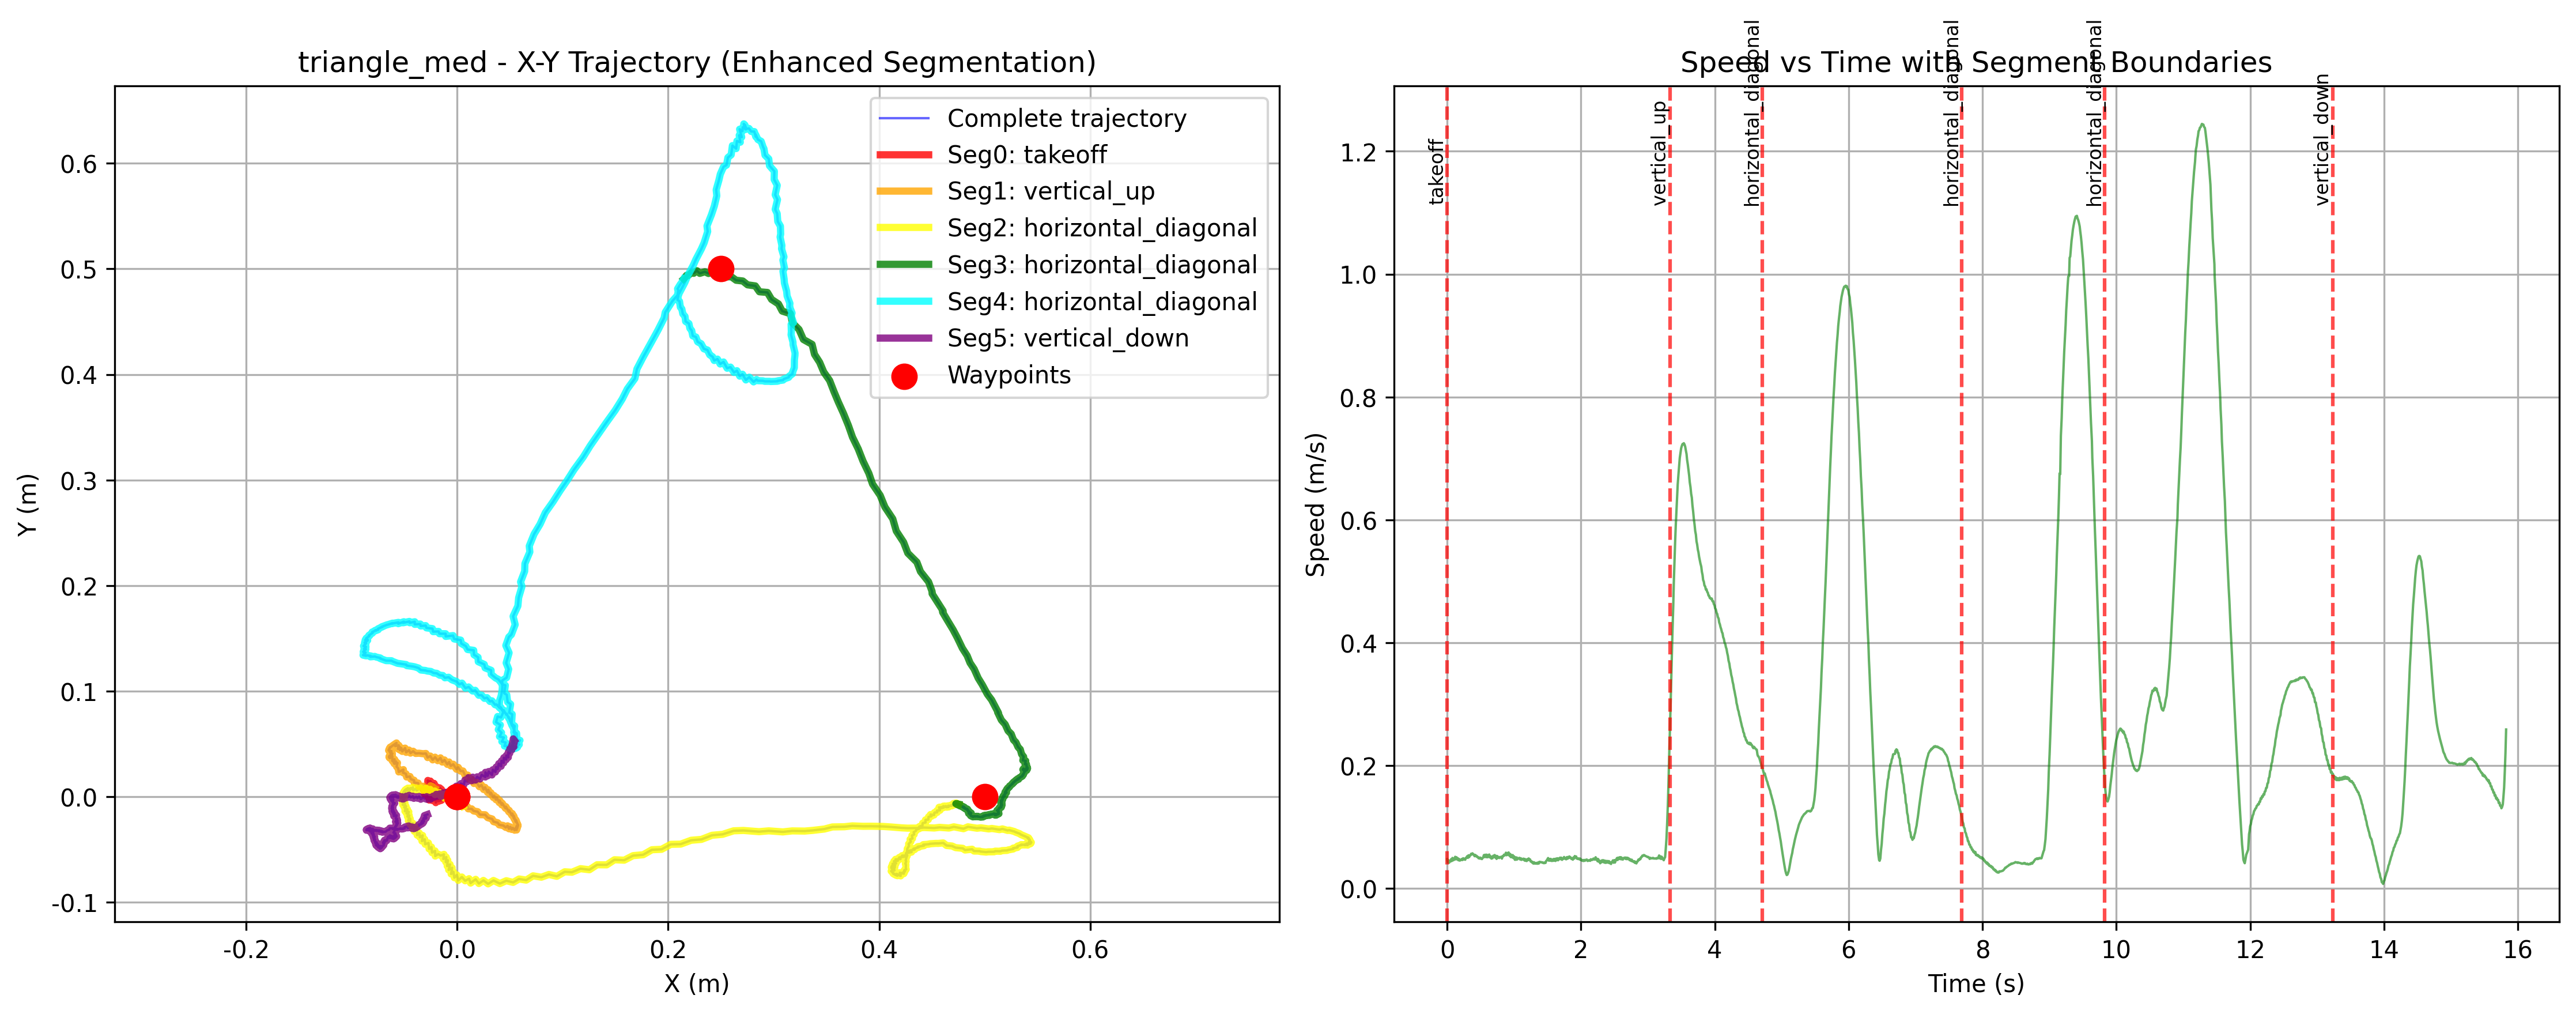 triangle_med - X-Y Trajectory (Enhanced Segmentation)
Complete trajectory
Seg0: takeoff
Seg1: vertical_up
Seg2: horizontal_diagonal
Seg3: horizontal_diagonal
Seg4: horizontal_diagonal
Seg5: vertical_down
Waypoints
0.6
0.5
0.4
0.3
0.2
0.1
0.0
-0.1
Y (m)
-0.2
0.0
0.2
0.4
0.6
X (m)
Speed vs Time with Segment Boundaries
takeoff
vertical_up
horizontal_diagonal
horizontal_diagonal
horizontal_diagonal
vertical_down
1.2
1.0
0.8
0.6
0.4
0.2
0.0
Speed (m/s)
0
2
4
6
8
10
12
14
16
Time (s)